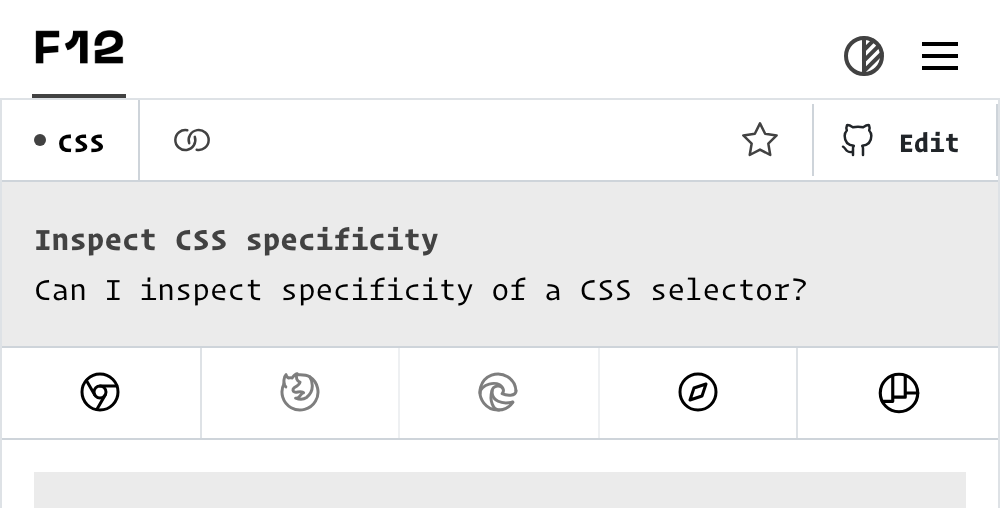 F12
CSS
Edit
Inspect CSS specificity
Can I inspect specificity of a CSS selector?